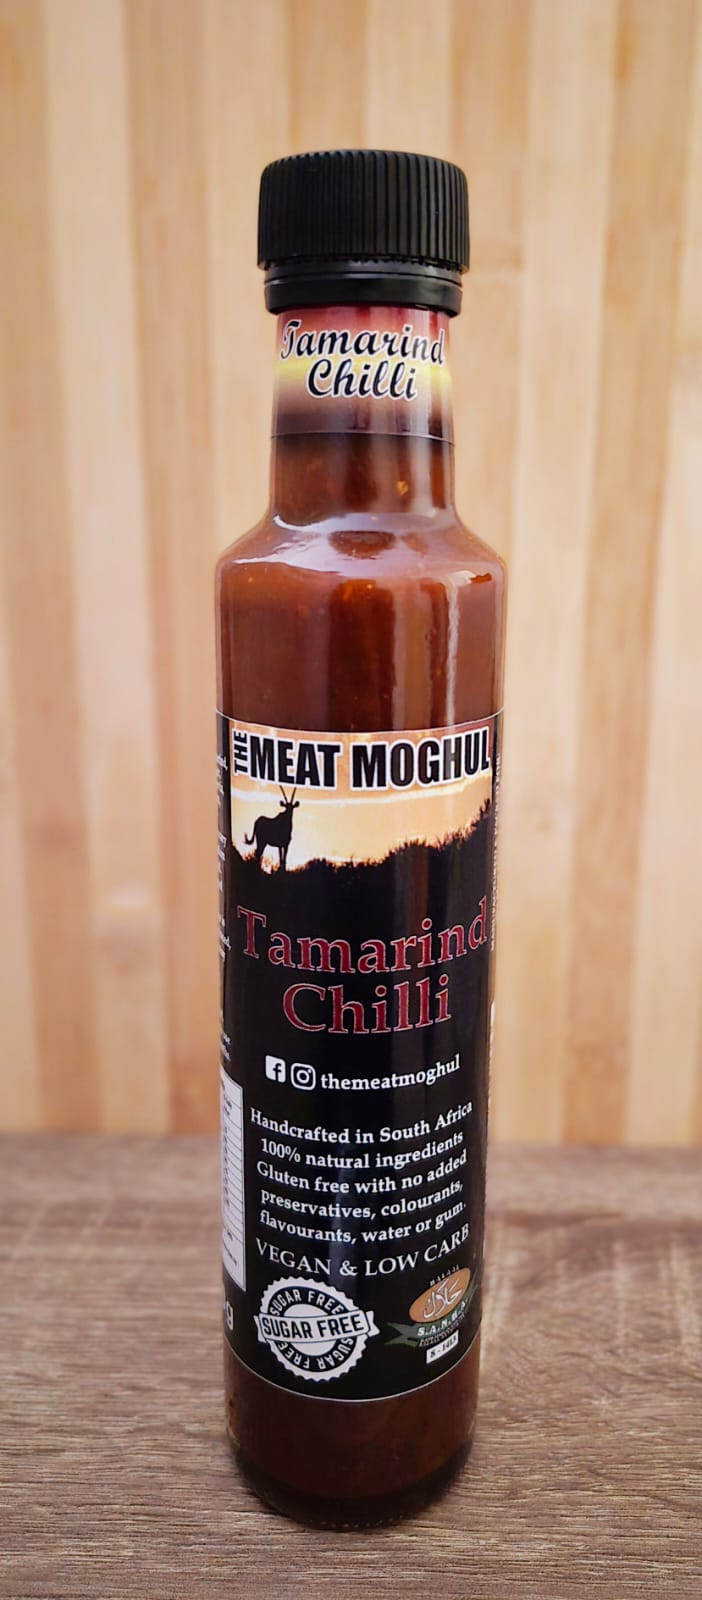 Tamarind
Chilli
THE MEAT MOGHUL
Tamarind
Chilli
themeatmoghul
Handcrafted in South Africa
100% natural ingredients
Gluten free with no added
preservatives, colourants,
flavourants, water or gum.
VEGAN & LOW CARB
SUGAR FREE
SUGAR FREE
SUGAR FREE
HALAAL
حلال
S.A.N.H.A.